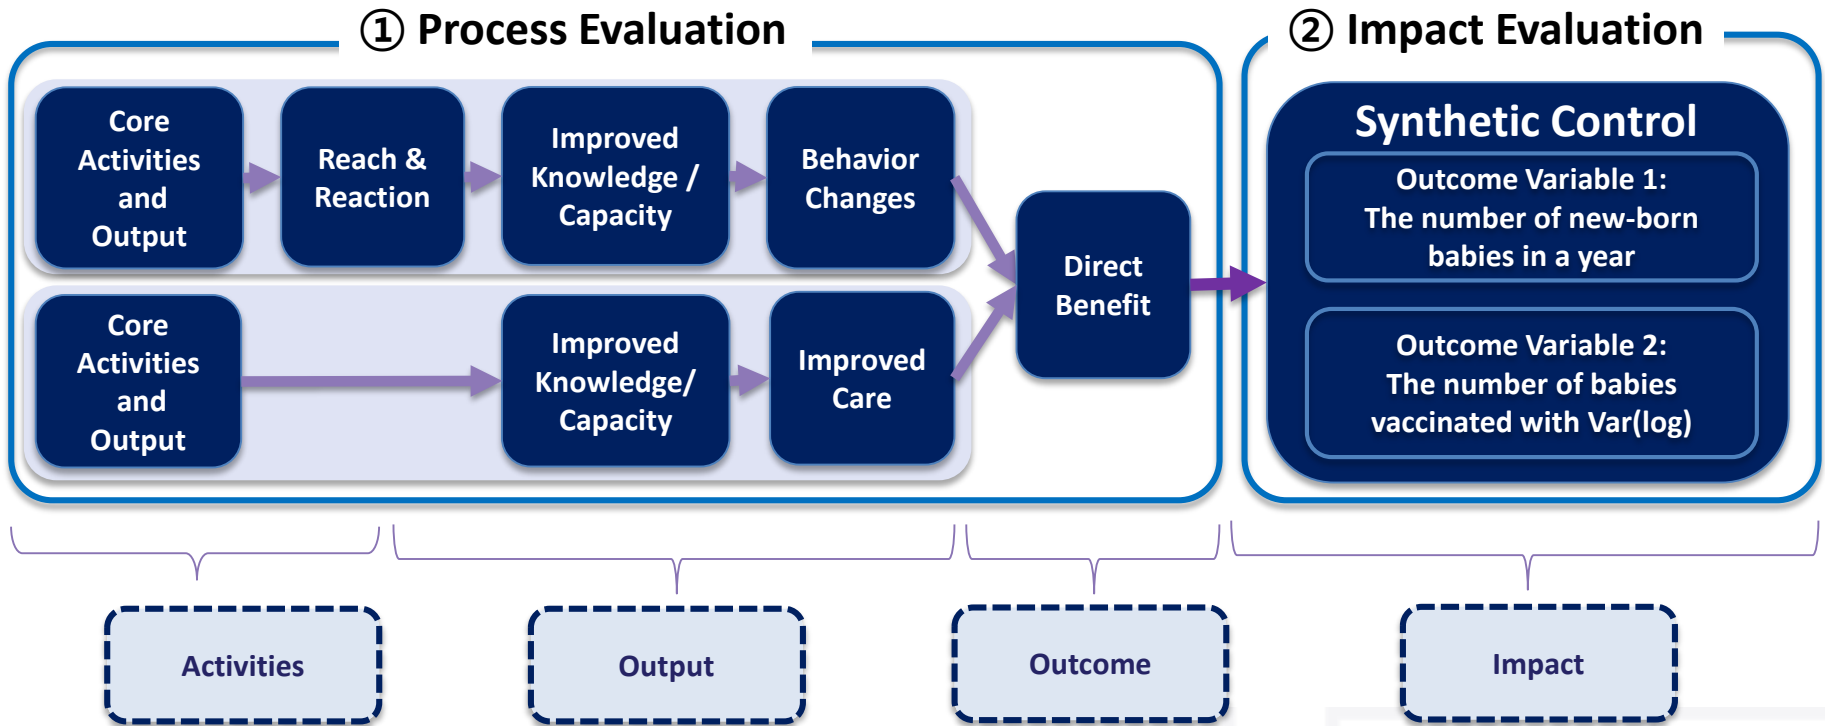 ① Process Evaluation
② Impact Evaluation
Core
Activities
and
Output
Reach &
Reaction
Improved
Knowledge /
Capacity
Behavior
Changes
Core
Activities
and
Output
Improved
Knowledge/
Capacity
Improved
Care
Direct
Benefit
Synthetic Control
Outcome Variable 1:
The number of new-born
babies in a year
Outcome Variable 2:
The number of babies
vaccinated with Var(log)
Activities
Output
Outcome
Impact